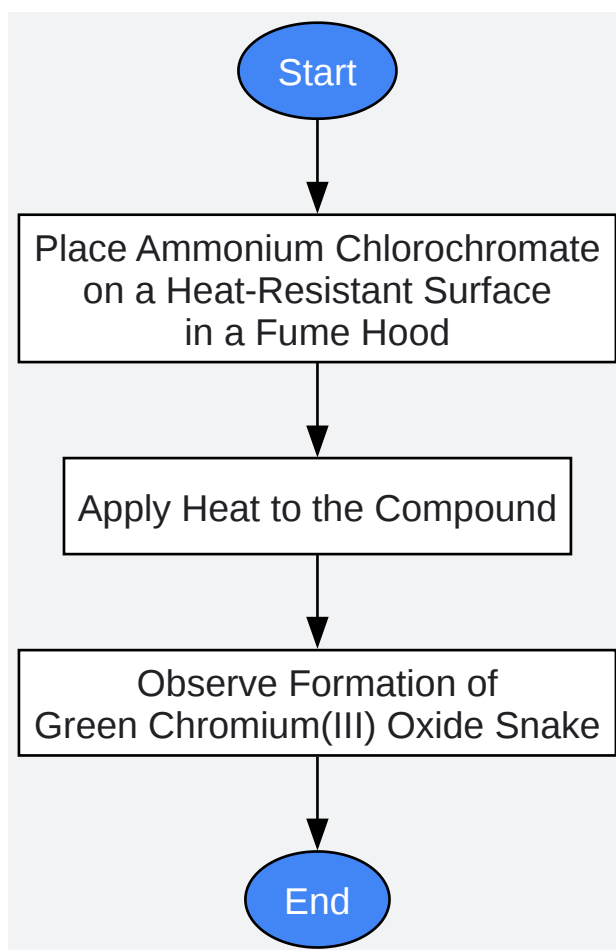 Start
Place Ammonium Chlorochromate
on a Heat-Resistant Surface
in a Fume Hood
Apply Heat to the Compound
Observe Formation of
Green Chromium(III) Oxide Snake
End